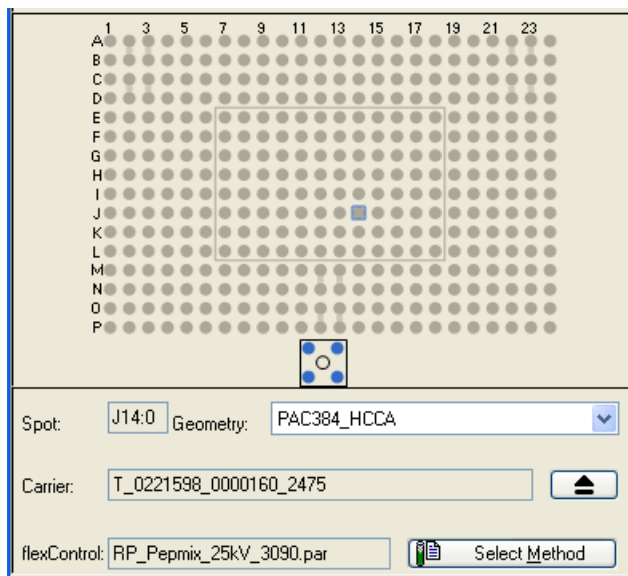 1 3 5 7 9 11 13 15 17 19 21 23
A
B
C
D
E
F
G
H
I
J
K
L
M
N
O
P
Spot: J14:0 Geometry: PAC384_HCCA
Carrier: T_0221598_0000160_2475
flexControl: RP_Pepmix_25kV_3090.par Select Method